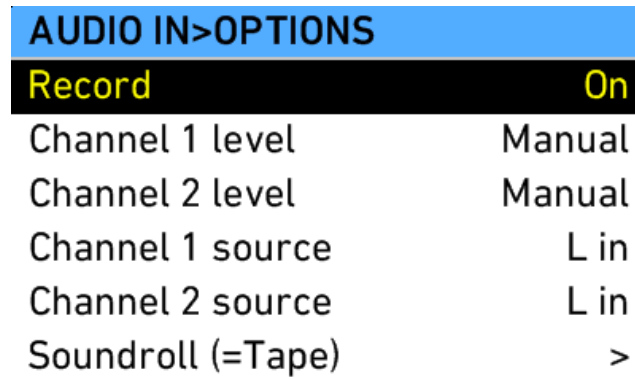 AUDIO IN>OPTIONS
Record On
Channel 1 level Manual
Channel 2 level Manual
Channel 1 source L in
Channel 2 source L in
Soundroll (=Tape) >